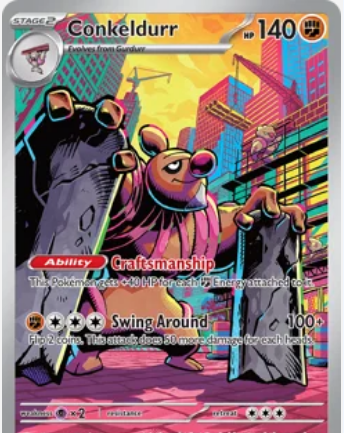 STAGE 2 Conkeldurr HP 140
Evolves from Gurdurr
Ability Craftsmanship
This Pokémon gets +40 HP for each Energy attached to it.
Swing Around 100+
Flip 2 coins. This attack does 50 more damage for each heads.
weakness ×2 resistance retreat